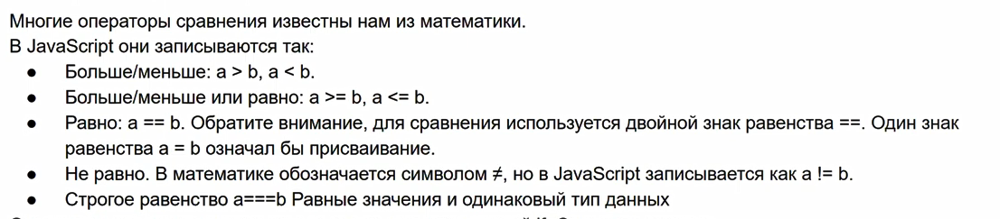 Многие операторы сравнения известны нам из математики.
В JavaScript они записываются так:
● Больше/меньше: a > b, a < b.
● Больше/меньше или равно: a >= b, a <= b.
● Равно: a == b. Обратите внимание, для сравнения используется двойной знак равенства ==. Один знак
равенства a = b означал бы присваивание.
● Не равно. В математике обозначается символом ≠, но в JavaScript записывается как a != b.
● Строгое равенство a===b Равные значения и одинаковый тип данных